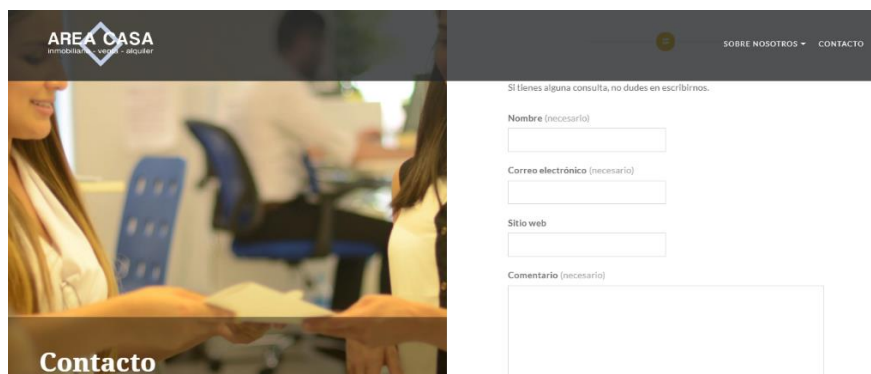 AREA CASA
inmobiliaria - venta - alquiler
SOBRE NOSOTROS
CONTACTO
Si tienes alguna consulta, no dudes en escribirnos.
Nombre (necesario)
Correo electrónico (necesario)
Sitio web
Comentario (necesario)
Contacto